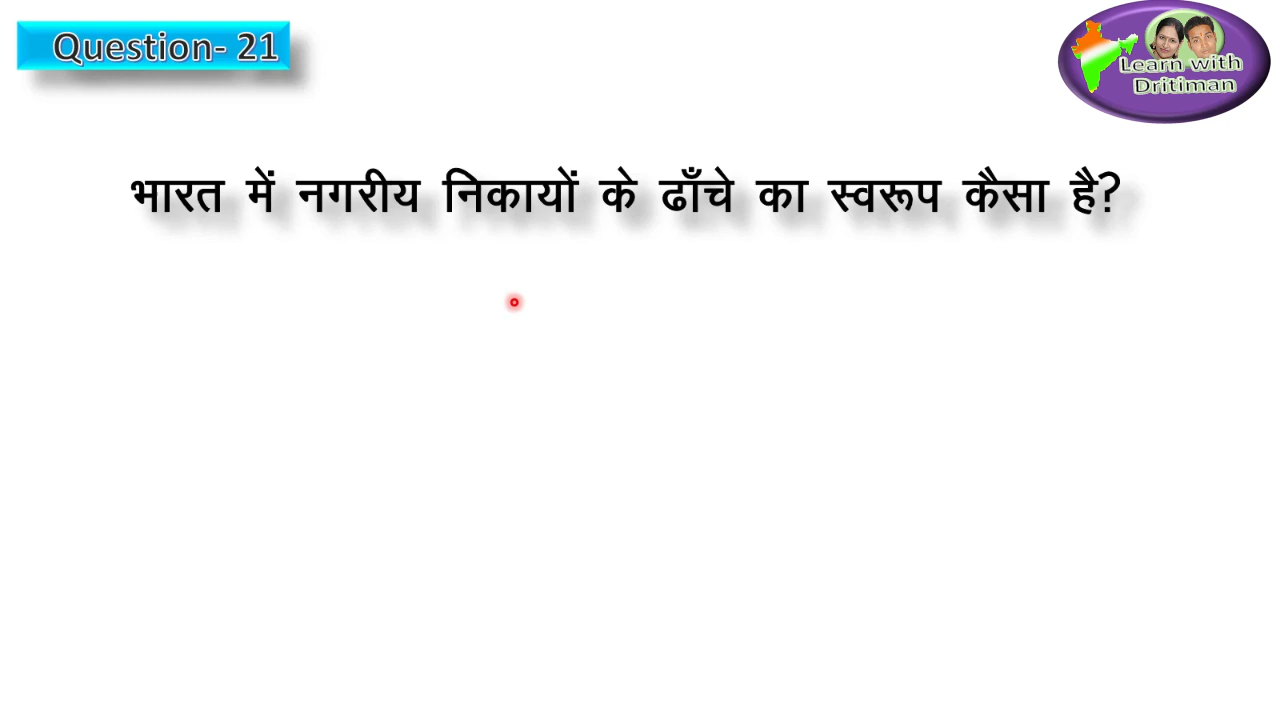 Question- 21
Learn with
Dritiman
भारत में नगरीय निकायों के ढाँचे का स्वरूप कैसा है?